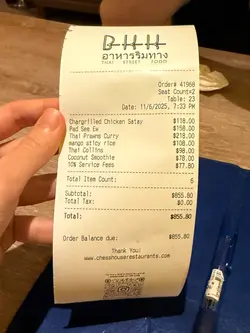 DHH
อาหารริมทาง
THAI STREET FOOD
Order# 41968
Seat Count×2
Table: 23
Date: 11/6/2025, 7:33 PM
Chargrilled Chicken Satay $118.00
Pad See Ew $158.00
Thai Prawns Curry $218.00
mango sticy rice $108.00
Thai Collins $98.00
Coconut Smoothie $78.00
10% Service Fees $77.80
Total Item Count: 6
Subtotal: $855.80
Total Tax: $0.00
Total: $855.80
Order Balance due: $855.80
Thank You!
www.chesshouserestaurants.com